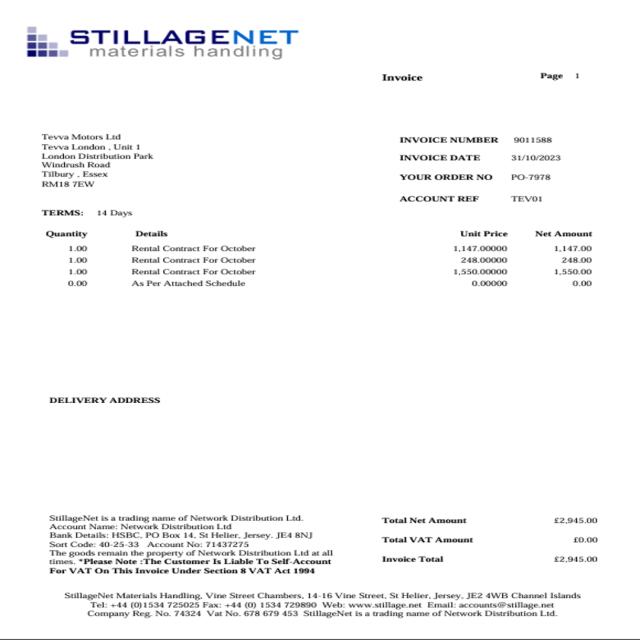 STILLAGENET
materials handling
Invoice
Page 1
Tevva Motors Ltd
Tevva London , Unit 1
London Distribution Park
Windrush Road
Tilbury , Essex
RM18 7EW
INVOICE NUMBER 9011588
INVOICE DATE 31/10/2023
YOUR ORDER NO PO-7978
ACCOUNT REF TEV01
TERMS: 14 Days
Quantity Details Unit Price Net Amount
1.00 Rental Contract For October 1,147.00000 1,147.00
1.00 Rental Contract For October 248.00000 248.00
1.00 Rental Contract For October 1,550.00000 1,550.00
0.00 As Per Attached Schedule 0.00000 0.00
DELIVERY ADDRESS
StillageNet is a trading name of Network Distribution Ltd.
Account Name: Network Distribution Ltd
Bank Details: HSBC, PO Box 14, St Helier, Jersey. JE4 8NJ
Sort Code: 40-25-33 Account No: 71437275
The goods remain the property of Network Distribution Ltd at all
times. *Please Note :The Customer Is Liable To Self-Account
For VAT On This Invoice Under Section 8 VAT Act 1994
Total Net Amount £2,945.00
Total VAT Amount £0.00
Invoice Total £2,945.00
StillageNet Materials Handling, Vine Street Chambers, 14-16 Vine Street, St Helier, Jersey, JE2 4WB Channel Islands
Tel: +44 (0)1534 725025 Fax: +44 (0) 1534 729890 Web: www.stillage.net Email: accounts@stillage.net
Company Reg. No. 74324 Vat No. 678 679 453 StillageNet is a trading name of Network Distribution Ltd.